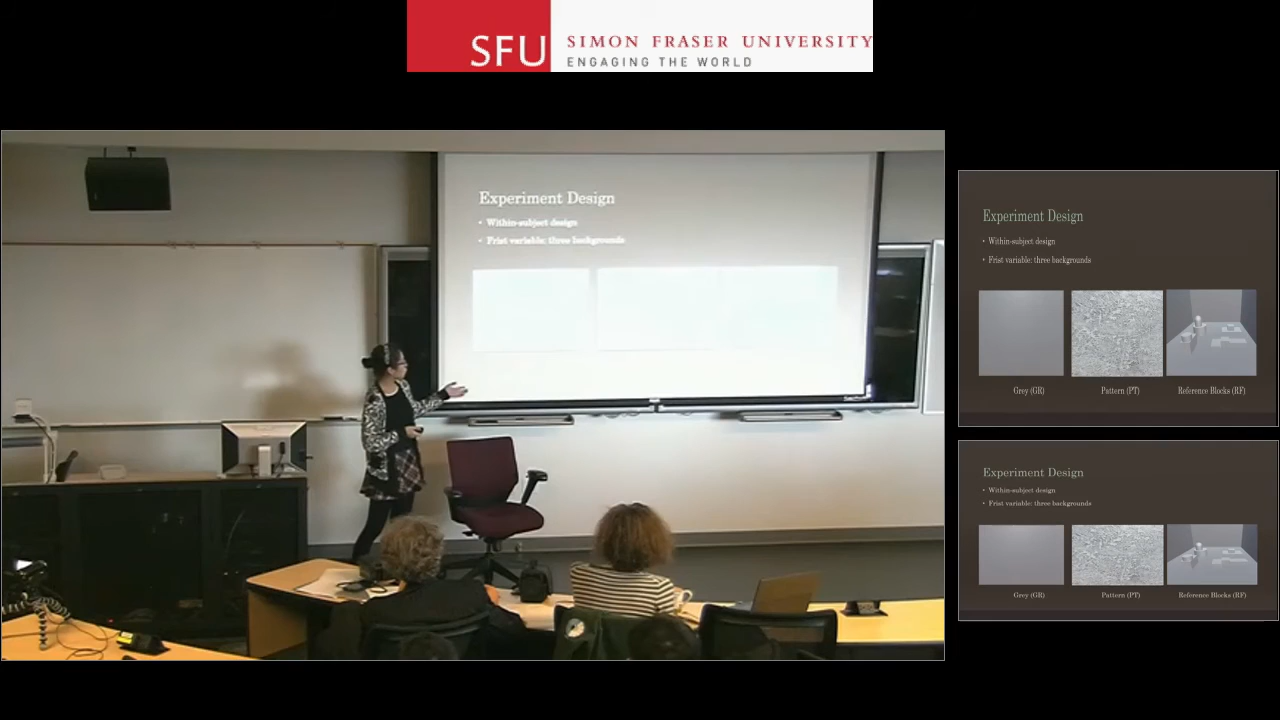 SFU
SIMON FRASER UNIVERSITY
ENGAGING THE WORLD
Experiment Design
• Within-subject design
• Frist variable: three backgrounds
Experiment Design
• Within-subject design
• Frist variable: three backgrounds
Grey (GR)
Pattern (PT)
Reference Blocks (RF)
Experiment Design
• Within-subject design
• Frist variable: three backgrounds
Grey (GR)
Pattern (PT)
Reference Blocks (RF)